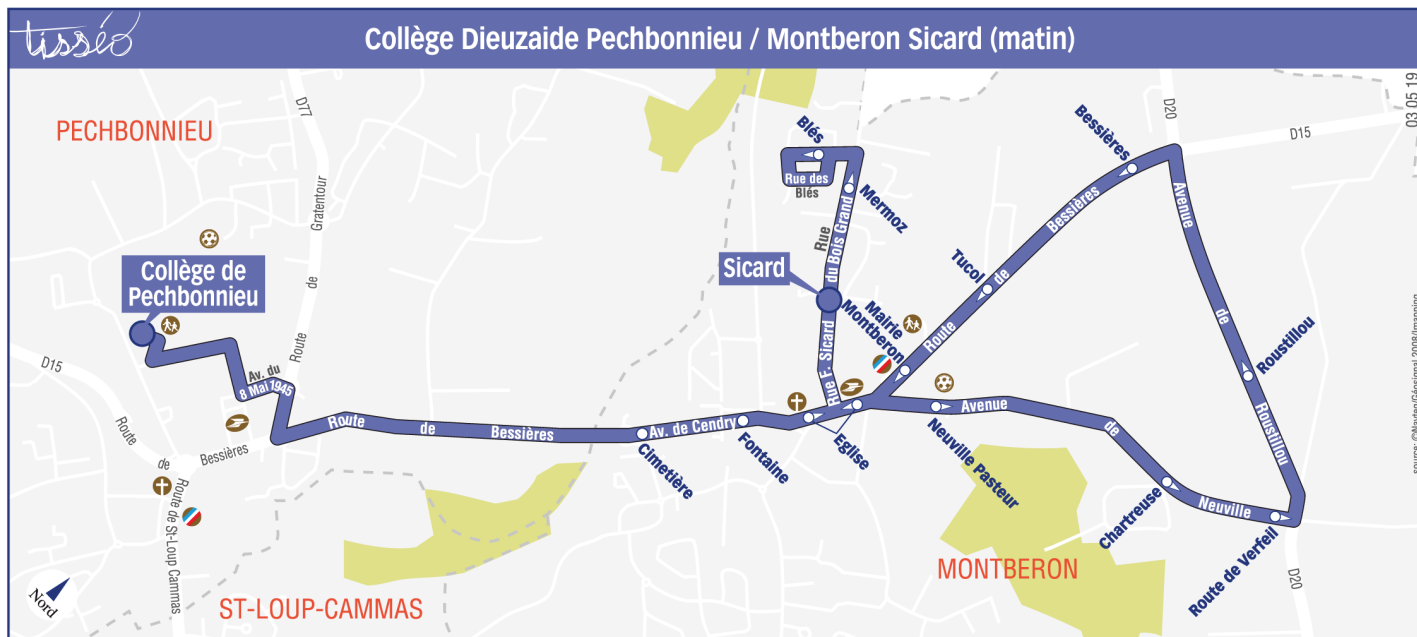 tisséo
Collège Dieuzaide Pechbonnieu / Montberon Sicard (matin)
03 05 19
PECHBONNIEU
D77
Gratentour
de
Route
D20
D15
Bessières
Blés
Rue des
Blés
Mermoz
Rue
du Bois Grand
Sicard
Collège de
Pechbonnieu
Tucol
Mairie
Montberon
Route
de
Bessières
Avenue
de
Roustillou
Roustillou
Rue F. Sicard
D15
Av. du
8 Mai 1945
Route
de
Bessières
Route
de
Bessières
Av. de Cendry
Cimetière
Fontaine
Eglise
Avenue
de
Neuville
Neuville Pasteur
Chartreuse
Route de Verfeil
D20
Route de St-Loup Cammas
MONTBERON
ST-LOUP-CAMMAS
Nord